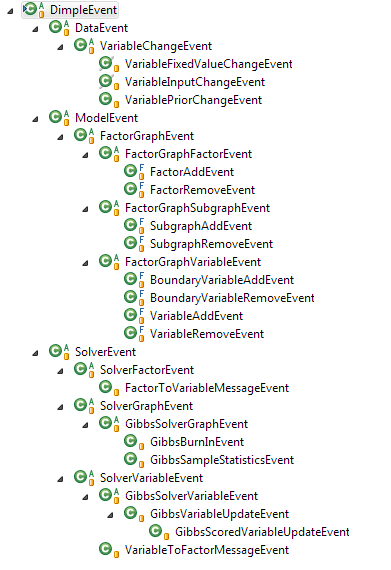 DimpleEvent
DataEvent
VariableChangeEvent
VariableFixedValueChangeEvent
VariableInputChangeEvent
VariablePriorChangeEvent
ModelEvent
FactorGraphEvent
FactorGraphFactorEvent
FactorAddEvent
FactorRemoveEvent
FactorGraphSubgraphEvent
SubgraphAddEvent
SubgraphRemoveEvent
FactorGraphVariableEvent
BoundaryVariableAddEvent
BoundaryVariableRemoveEvent
VariableAddEvent
VariableRemoveEvent
SolverEvent
SolverFactorEvent
FactorToVariableMessageEvent
SolverGraphEvent
GibbsSolverGraphEvent
GibbsBurnInEvent
GibbsSampleStatisticsEvent
SolverVariableEvent
GibbsSolverVariableEvent
GibbsVariableUpdateEvent
GibbsScoredVariableUpdateEvent
VariableToFactorMessageEvent